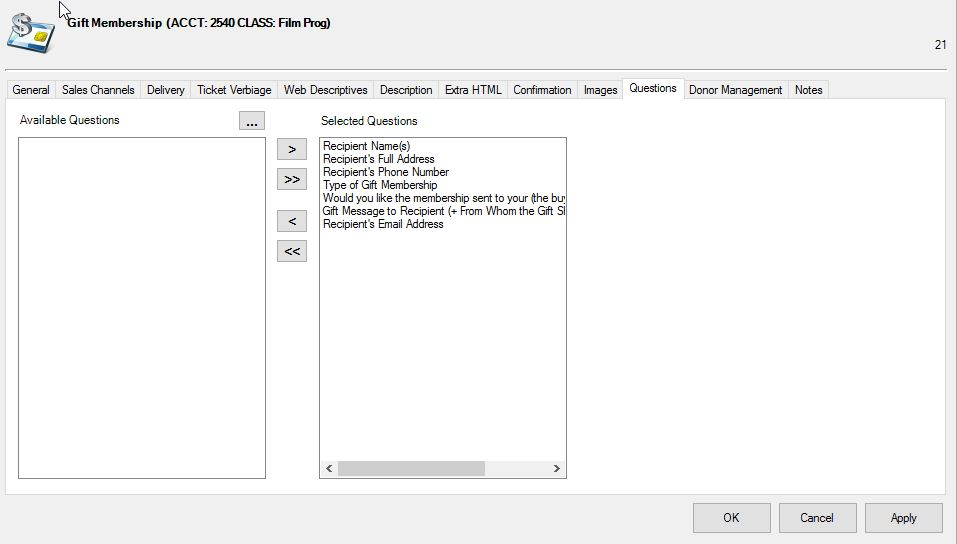 Gift Membership (ACCT: 2540 CLASS: Film Prog)
21
General Sales Channels Delivery Ticket Verbiage Web Descriptives Description Extra HTML Confirmation Images Questions Donor Management Notes
Available Questions
...
Selected Questions
>
>>
<
<<
Recipient Name(s)
Recipient's Full Address
Recipient's Phone Number
Type of Gift Membership
Would you like the membership sent to your (the buy
Gift Message to Recipient (+ From Whom the Gift
Recipient's Email Address
OK Cancel Apply